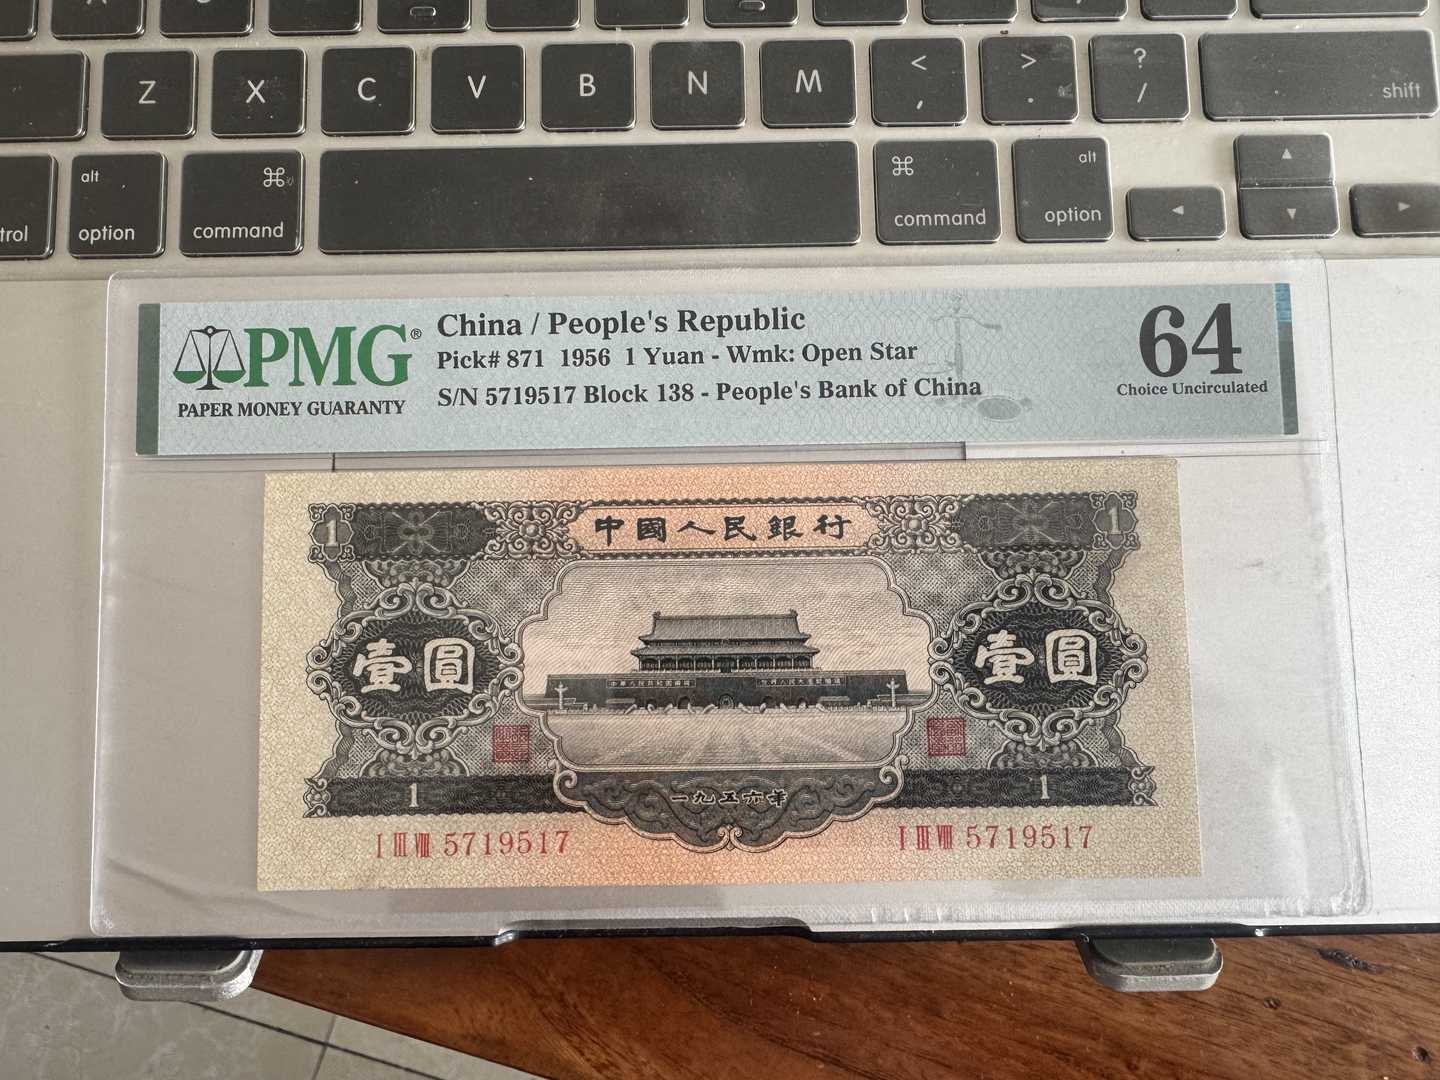 Z X C V B N M < , > . ? / shift
alt option ⌘ command ⌘ command alt option
trol
PMG®
PAPER MONEY GUARANTY
China / People's Republic
Pick# 871 1956 1 Yuan - Wmk: Open Star
S/N 5719517 Block 138 - People's Bank of China
64
Choice Uncirculated
1 中國人民銀行 1
壹圓 壹圓
1 一九五六年 1
I III VIII 5719517 I III VIII 5719517